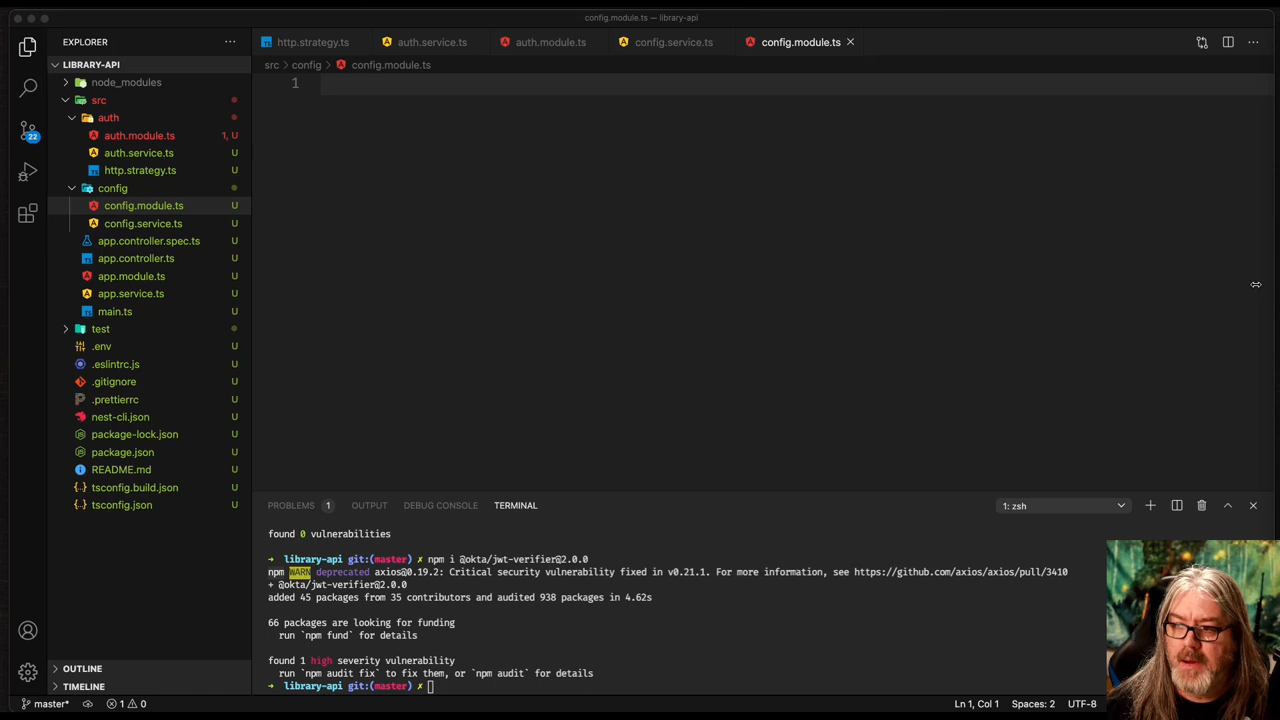 config.module.ts — library-api
EXPLORER
LIBRARY-API
node_modules
src
auth
auth.module.ts 1, U
auth.service.ts U
http.strategy.ts U
config
config.module.ts U
config.service.ts U
app.controller.spec.ts U
app.controller.ts U
app.module.ts U
app.service.ts U
main.ts U
test
.env U
.eslintrc.js U
.gitignore U
.prettierrc U
nest-cli.json U
package-lock.json U
package.json U
README.md U
tsconfig.build.json U
tsconfig.json U
OUTLINE
TIMELINE
22
http.strategy.ts auth.service.ts auth.module.ts config.service.ts config.module.ts
src > config > config.module.ts
1
PROBLEMS 1 OUTPUT DEBUG CONSOLE TERMINAL 1: zsh
found 0 vulnerabilities
➜ library-api git:(master) ✗ npm i @okta/jwt-verifier@2.0.0
npm WARN deprecated axios@0.19.2: Critical security vulnerability fixed in v0.21.1. For more information, see https://github.com/axios/axios/pull/3410
+ @okta/jwt-verifier@2.0.0
added 45 packages from 35 contributors and audited 938 packages in 4.62s
66 packages are looking for funding
run `npm fund` for details
found 1 high severity vulnerability
run `npm audit fix` to fix them, or `npm audit` for details
➜ library-api git:(master) ✗
master* 1 0 Ln 1, Col 1 Spaces: 2 UTF-8